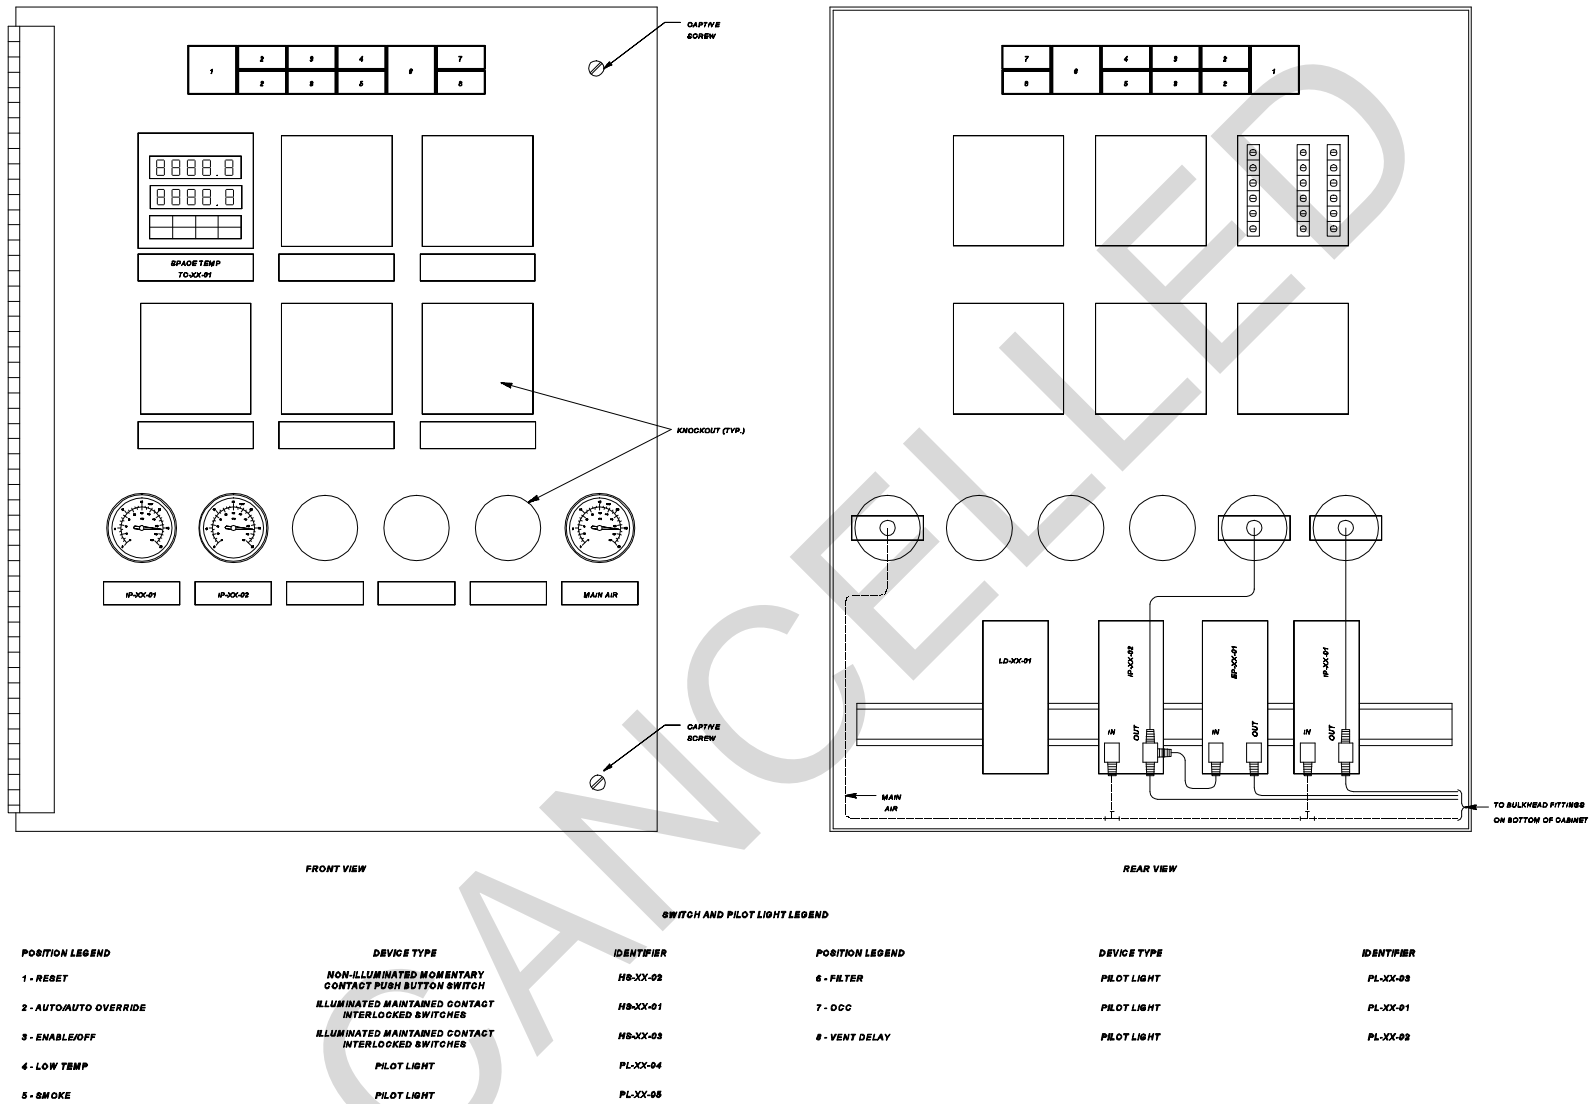 CAPTIVE
SCREW
1
2
3
4
6
7
2
3
5
8
7
6
4
3
2
1
8
5
3
2
SPACE TEMP
TC-XX-01
KNOCKOUT (TYP.)
IP-XX-01
IP-XX-02
MAIN AIR
LD-XX-01
IP-XX-02
EP-XX-01
IP-XX-01
IN
OUT
IN
OUT
IN
OUT
CAPTIVE
SCREW
MAIN
AIR
TO BULKHEAD FITTINGS
ON BOTTOM OF CABINET
FRONT VIEW
REAR VIEW
SWITCH AND PILOT LIGHT LEGEND
POSITION LEGEND DEVICE TYPE IDENTIFIER
1 - RESET NON-ILLUMINATED MOMENTARY CONTACT PUSH BUTTON SWITCH HS-XX-02
2 - AUTO/AUTO OVERRIDE ILLUMINATED MAINTAINED CONTACT INTERLOCKED SWITCHES HS-XX-01
3 - ENABLE/OFF ILLUMINATED MAINTAINED CONTACT INTERLOCKED SWITCHES HS-XX-03
4 - LOW TEMP PILOT LIGHT PL-XX-04
5 - SMOKE PILOT LIGHT PL-XX-05
POSITION LEGEND DEVICE TYPE IDENTIFIER
6 - FILTER PILOT LIGHT PL-XX-03
7 - OCC PILOT LIGHT PL-XX-01
8 - VENT DELAY PILOT LIGHT PL-XX-02
CANCELLED